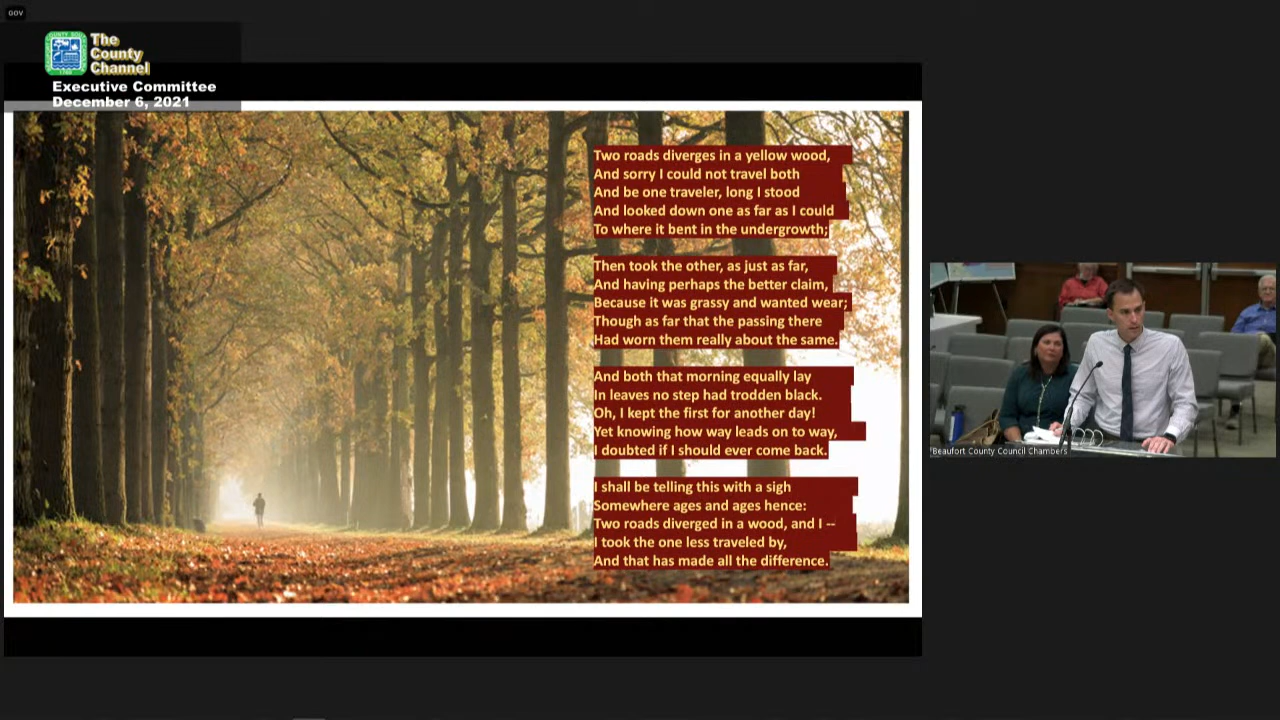 GOV
The
County
Channel
Executive Committee
December 6, 2021
Two roads diverges in a yellow wood,
And sorry I could not travel both
And be one traveler, long I stood
And looked down one as far as I could
To where it bent in the undergrowth;
Then took the other, as just as far,
And having perhaps the better claim,
Because it was grassy and wanted wear;
Though as far that the passing there
Had worn them really about the same.
And both that morning equally lay
In leaves no step had trodden black.
Oh, I kept the first for another day!
Yet knowing how way leads on to way,
I doubted if I should ever come back.
I shall be telling this with a sigh
Somewhere ages and ages hence:
Two roads diverged in a wood, and I --
I took the one less traveled by,
And that has made all the difference.
Beaufort County Council Chambers